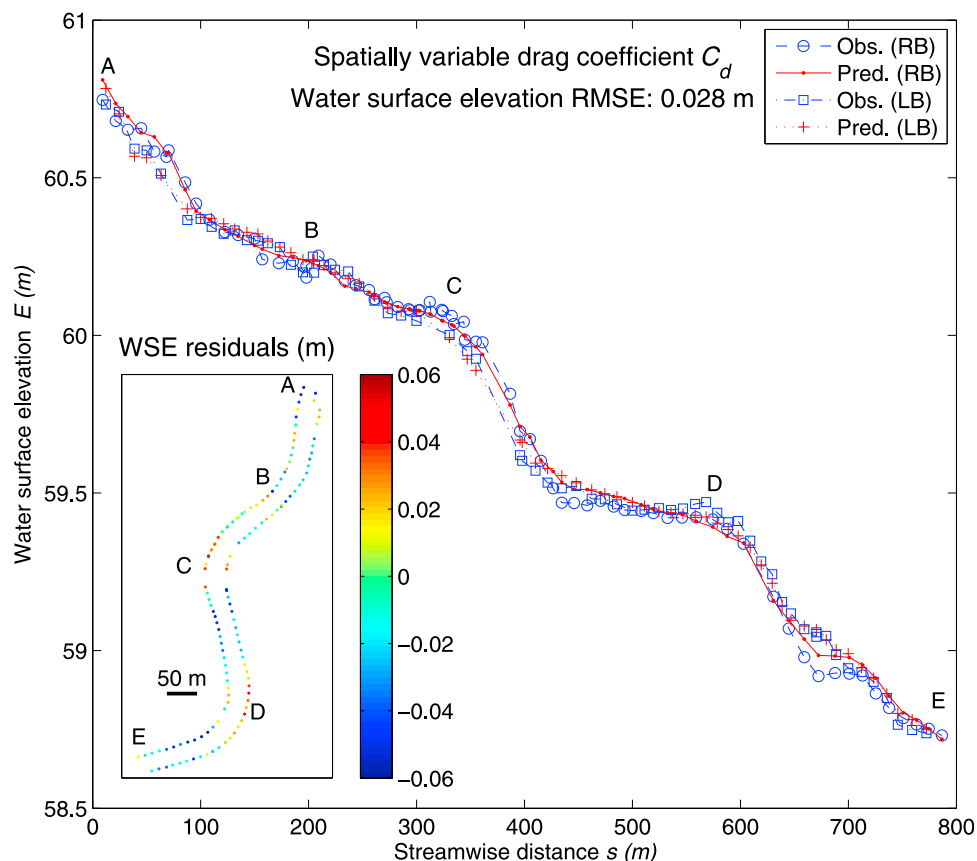 61
60.5
60
59.5
59
58.5
0
100
200
300
400
500
600
700
800
Water surface elevation E (m)
Streamwise distance s (m)
Spatially variable drag coefficient C_d
Water surface elevation RMSE: 0.028 m
Obs. (RB)
Pred. (RB)
Obs. (LB)
Pred. (LB)
A
B
C
D
E
WSE residuals (m)
A
B
C
D
E
50 m
0.06
0.04
0.02
0
−0.02
−0.04
−0.06